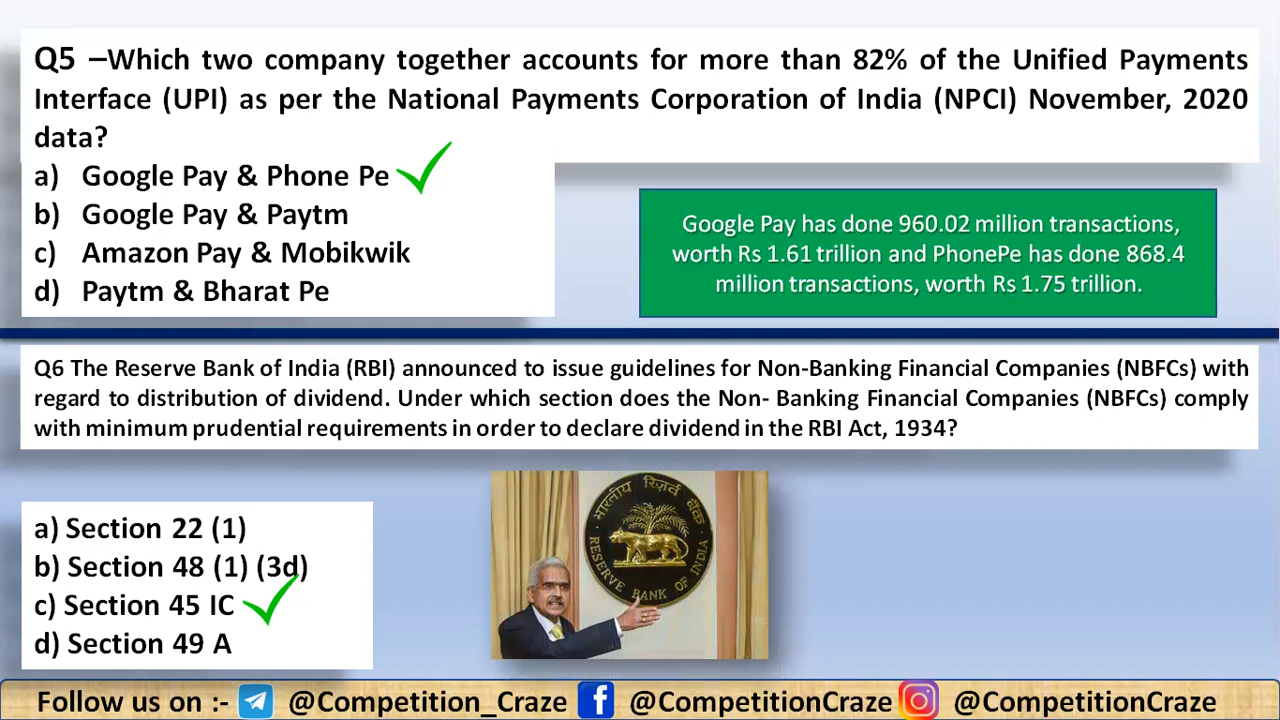 Q5 –Which two company together accounts for more than 82% of the Unified Payments
Interface (UPI) as per the National Payments Corporation of India (NPCI) November, 2020
data?
a) Google Pay & Phone Pe
b) Google Pay & Paytm
c) Amazon Pay & Mobikwik
d) Paytm & Bharat Pe
Google Pay has done 960.02 million transactions,
worth Rs 1.61 trillion and PhonePe has done 868.4
million transactions, worth Rs 1.75 trillion.
Q6 The Reserve Bank of India (RBI) announced to issue guidelines for Non-Banking Financial Companies (NBFCs) with
regard to distribution of dividend. Under which section does the Non- Banking Financial Companies (NBFCs) comply
with minimum prudential requirements in order to declare dividend in the RBI Act, 1934?
a) Section 22 (1)
b) Section 48 (1) (3d)
c) Section 45 IC
d) Section 49 A
भारतीय रिज़र्व बैंक
RESERVE BANK OF INDIA
Follow us on :- @Competition_Craze @CompetitionCraze @CompetitionCraze